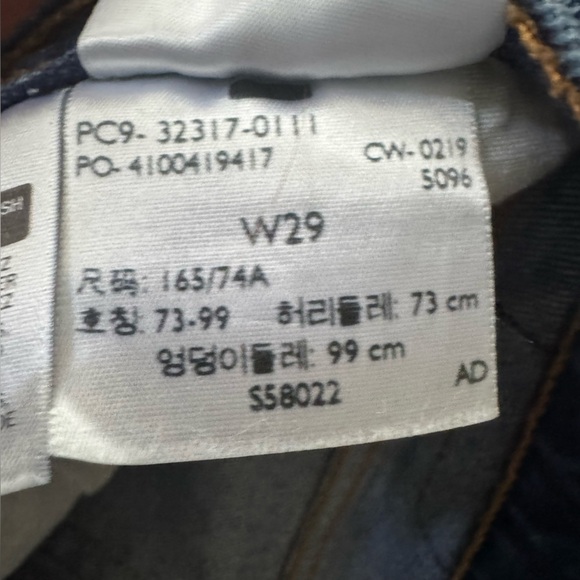 PC9- 32317-0111
PO- 4100419417 CW- 0219
5096
W29
尺码: 165/74A
호칭: 73-99 허리둘레: 73 cm
엉덩이둘레: 99 cm
S58022 AD
SH